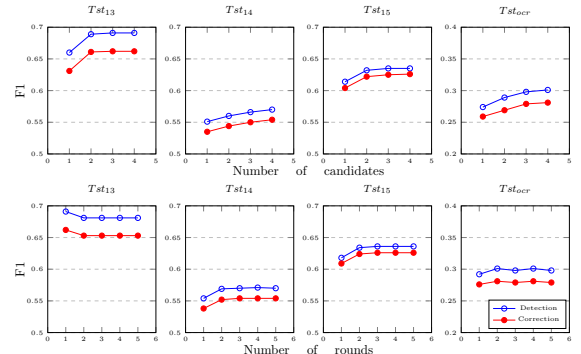 Tst13 Tst14 Tst15 Tstocr
0.7 0.7 0.7 0.4
0.65 0.65 0.65 0.35
F1 0.6 0.6 0.6 0.3
0.55 0.55 0.55 0.25
0.5 0.5 0.5 0.2
0 1 2 3 4 5 0 1 2 3 4 5 0 1 2 3 4 5 0 1 2 3 4 5
Number of candidates
Tst13 Tst14 Tst15 Tstocr
0.7 0.7 0.7 0.4
0.65 0.65 0.65 0.35
F1 0.6 0.6 0.6 0.3
0.55 0.55 0.55 0.25
Detection
Correction
0.5 0.5 0.5 0.2
0 1 2 3 4 5 6 0 1 2 3 4 5 6 0 1 2 3 4 5 6 0 1 2 3 4 5 6
Number of rounds